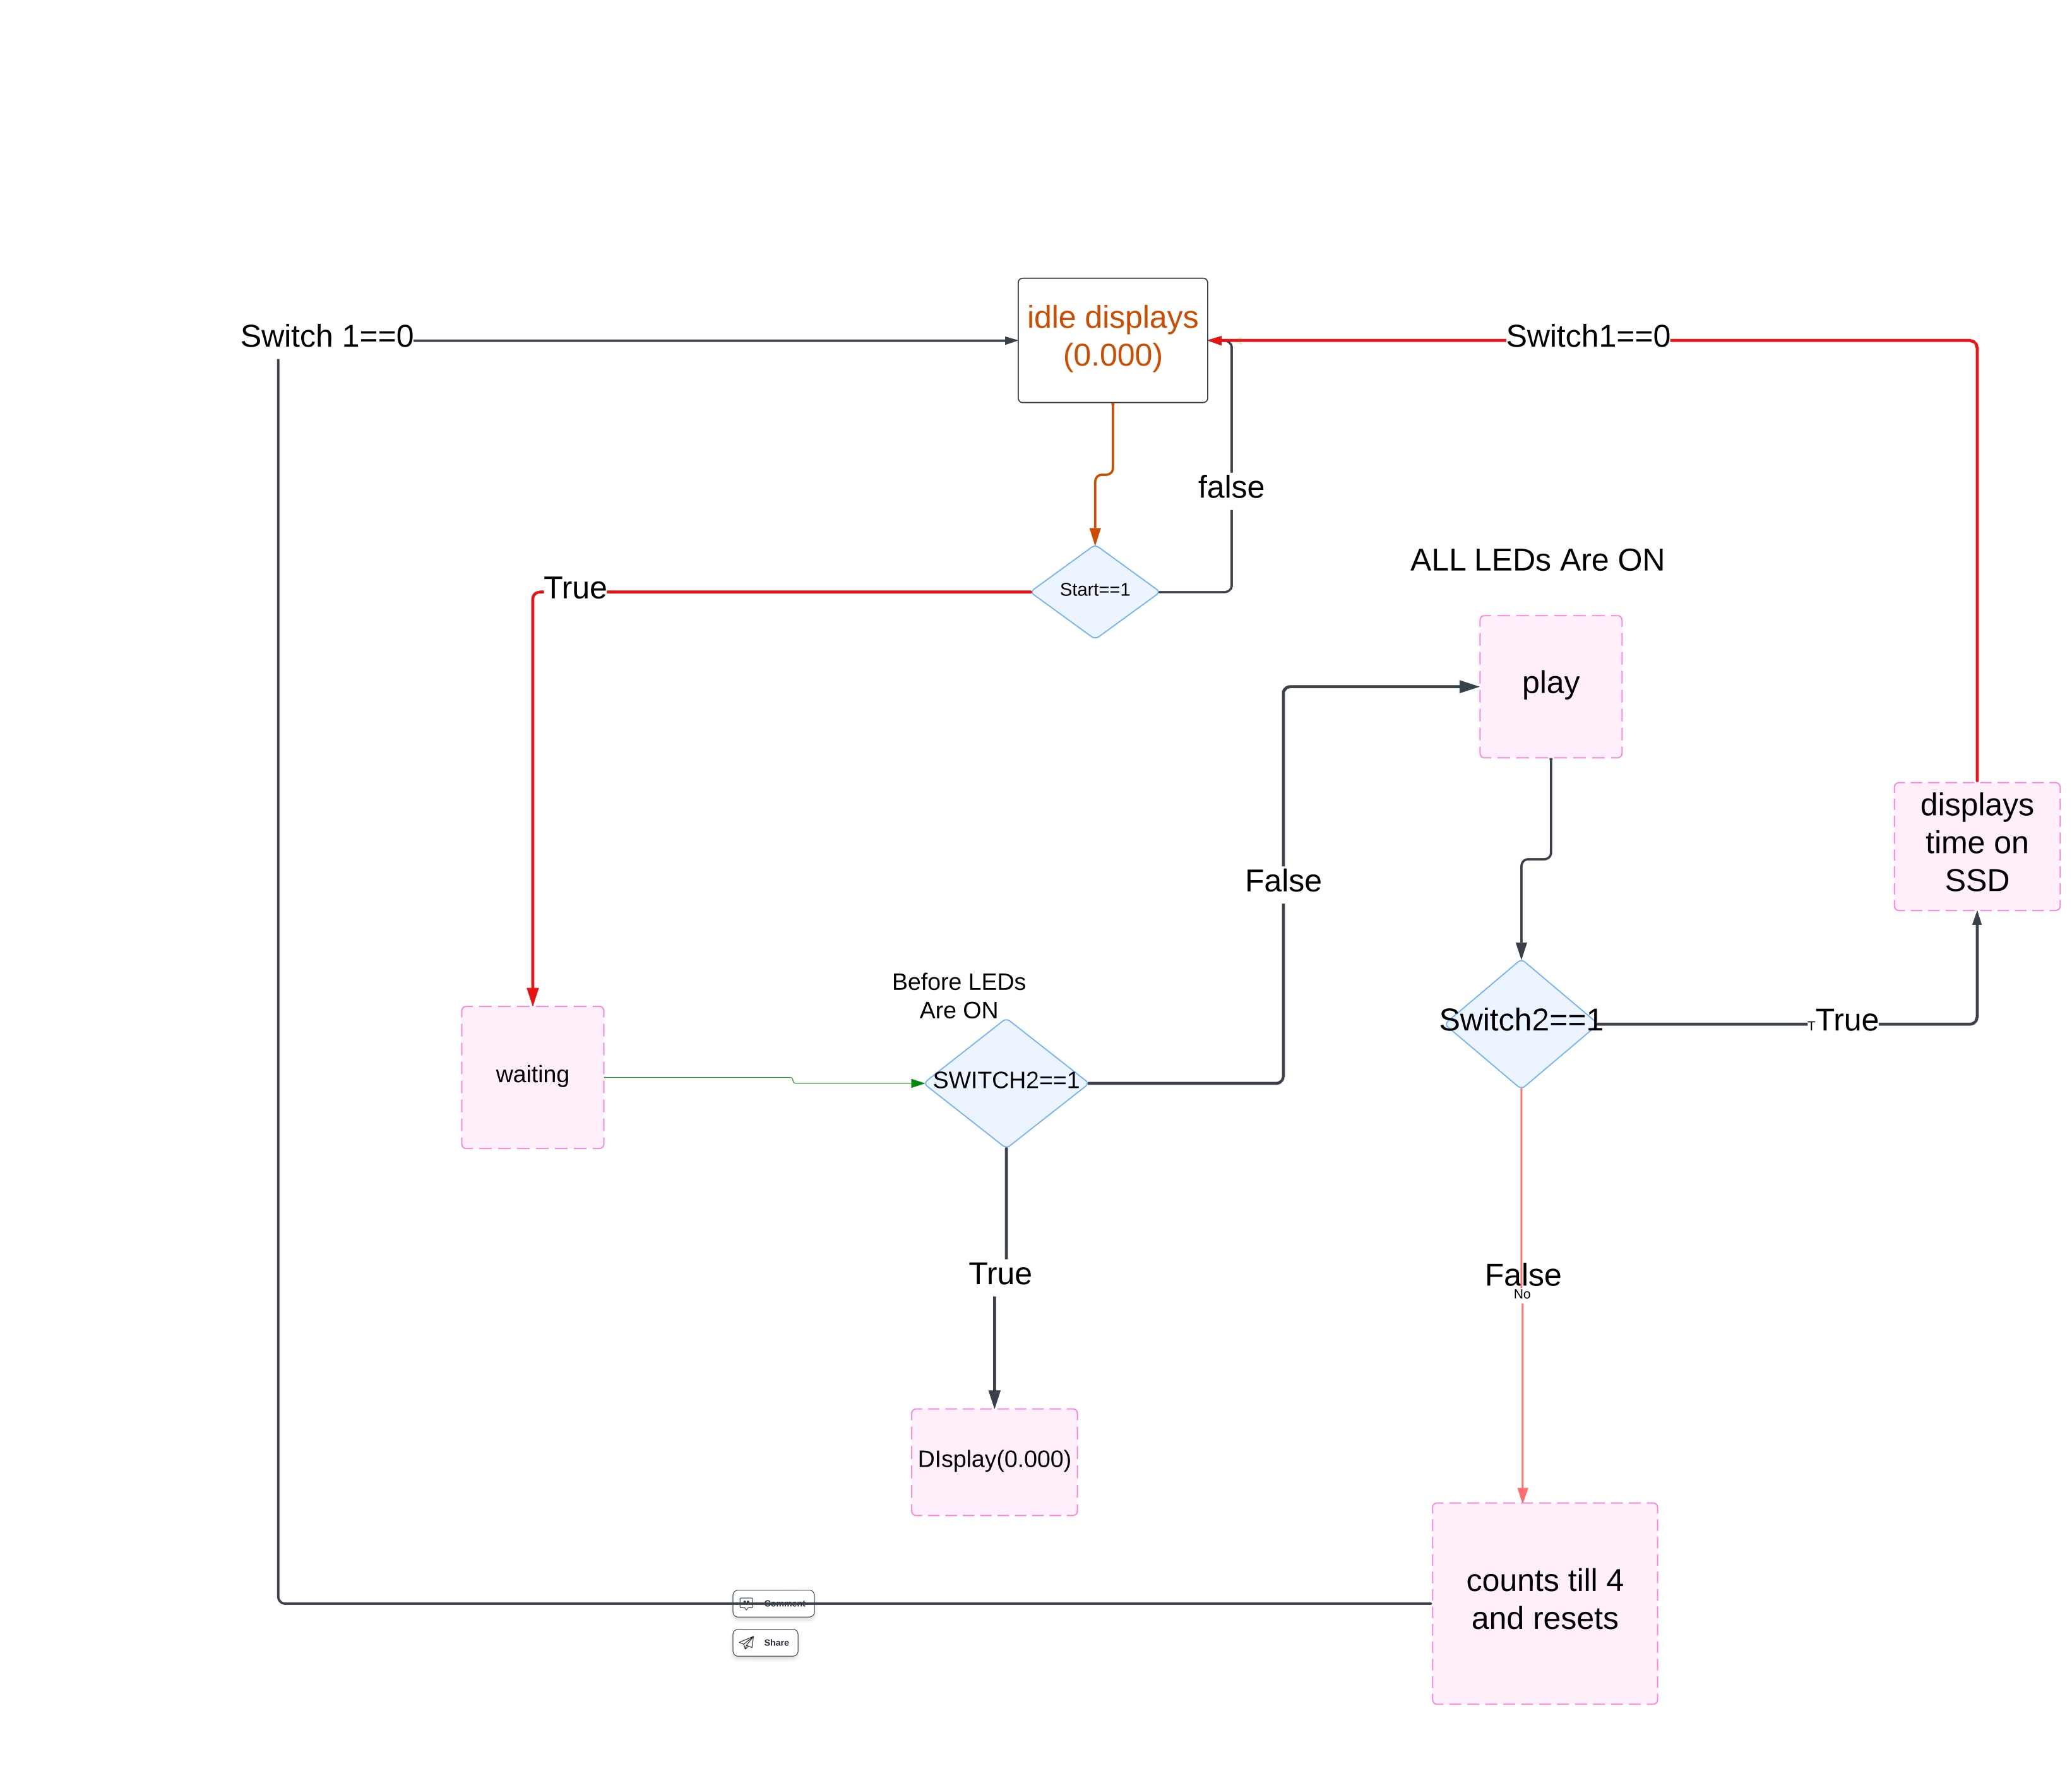 Switch 1==0
idle displays
(0.000)
Switch1==0
false
ALL LEDs Are ON
True
Start==1
play
displays
time on
SSD
False
Before LEDs
Are ON
waiting
SWITCH2==1
Switch2==1
T
True
True
False
No
DIsplay(0.000)
counts till 4
and resets
Comment
Share